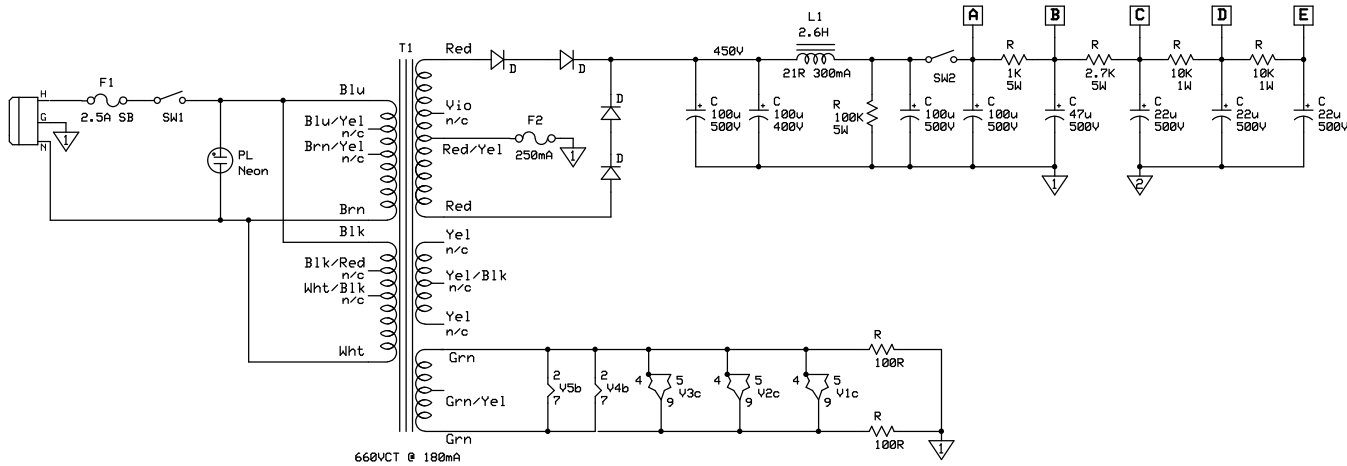 A
B
C
D
E
L1
2.6H
21R 300mA
450V
T1
Red
D
D
R
1K
5W
R
2.7K
5W
R
10K
1W
R
10K
1W
SW2
F1
2.5A SB
SW1
H
G
N
1
Blu
Blu/Yel
n/c
Brn/Yel
n/c
Brn
PL
Neon
Vio
n/c
Red/Yel
F2
250mA
1
D
D
C
100u
500V
C
100u
400V
R
100K
5W
C
100u
500V
C
100u
500V
C
47u
500V
C
22u
500V
C
22u
500V
C
22u
500V
1
2
Red
Blk
Blk/Red
n/c
Wht/Blk
n/c
Wht
Yel
n/c
Yel/Blk
n/c
Yel
n/c
Grn
Grn/Yel
Grn
2
V5b
7
2
V4b
7
4
5
V3c
9
4
5
V2c
9
4
5
V1c
9
R
100R
R
100R
1
660VCT @ 180mA